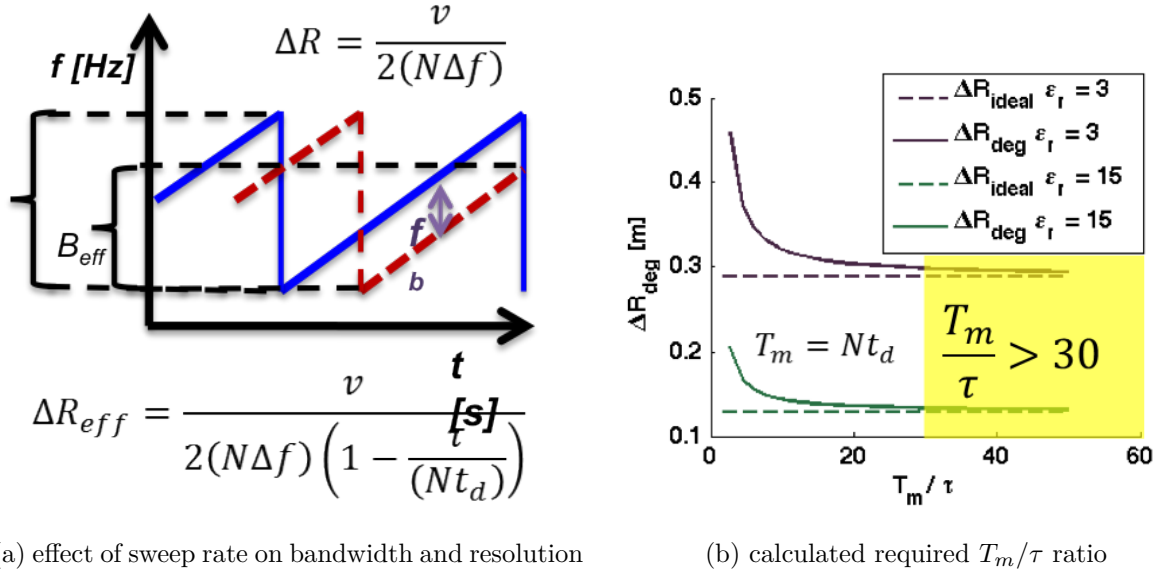 ΔR = v / 2(NΔf)
f [Hz]
B_eff
f
b
t
[s]
ΔR_eff = v / 2(NΔf) (1 − τ / (Nt_d))
(a) effect of sweep rate on bandwidth and resolution
ΔR_ideal ε_r = 3
ΔR_deg ε_r = 3
ΔR_ideal ε_r = 15
ΔR_deg ε_r = 15
0.5
0.4
0.3
0.2
0.1
ΔR_deg [m]
T_m = Nt_d
T_m / τ > 30
0 20 40 60
T_m / τ
(b) calculated required T_m/τ ratio